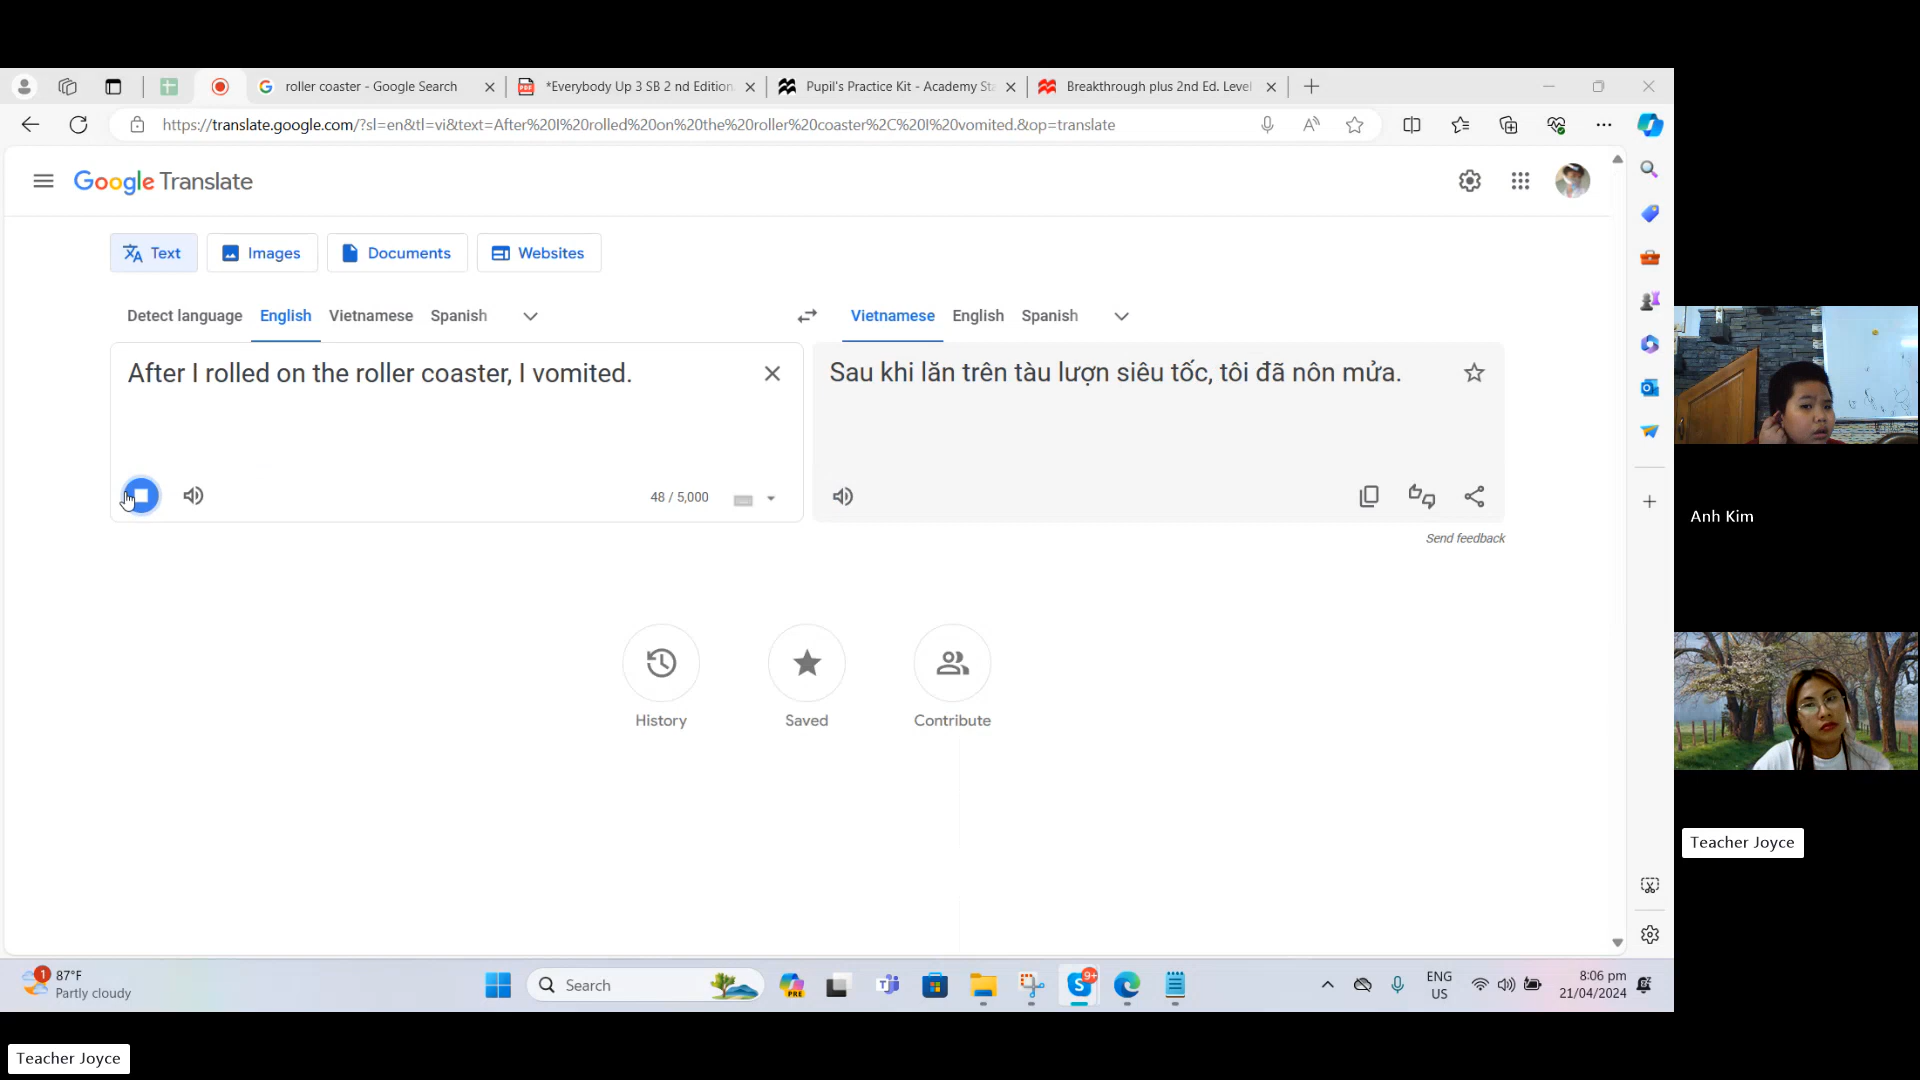 roller coaster - Google Search
*Everybody Up 3 SB 2 nd Edition
Pupil's Practice Kit - Academy Sta
Breakthrough plus 2nd Ed. Level
https://translate.google.com/?sl=en&tl=vi&text=After%20I%20rolled%20on%20the%20roller%20coaster%2C%20I%20vomited.&op=translate
Google Translate
Text
Images
Documents
Websites
Detect language English Vietnamese Spanish
Vietnamese English Spanish
After I rolled on the roller coaster, I vomited.
Sau khi lăn trên tàu lượn siêu tốc, tôi đã nôn mửa.
48 / 5,000
Send feedback
History
Saved
Contribute
Anh Kim
Teacher Joyce
1
87°F
Partly cloudy
Search
PRE
9+
ENG
US
8:06 pm
21/04/2024
Teacher Joyce